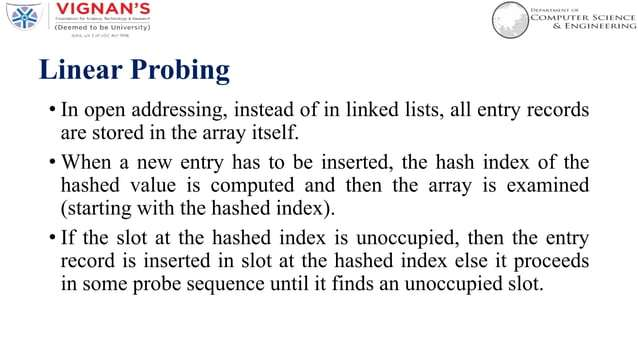 VIGNAN'S
Foundation for Science, Technology & Research
(Deemed to be University)
DEPARTMENT OF
COMPUTER SCIENCE
& ENGINEERING
Linear Probing
• In open addressing, instead of in linked lists, all entry records
are stored in the array itself.
• When a new entry has to be inserted, the hash index of the
hashed value is computed and then the array is examined
(starting with the hashed index).
• If the slot at the hashed index is unoccupied, then the entry
record is inserted in slot at the hashed index else it proceeds
in some probe sequence until it finds an unoccupied slot.